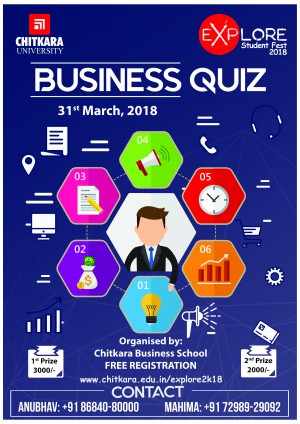 CHITKARA
UNIVERSITY
EXPLORE
Student Fest
2018
BUSINESS QUIZ
31st March, 2018
04
03
05
02
06
01
1st Prize
3000/-
Organised by:
Chitkara Business School
FREE REGISTRATION
2nd Prize
2000/-
www.chitkara.edu.in/explore2k18
CONTACT
ANUBHAV: +91 86840-80000 MAHIMA: +91 72989-29092